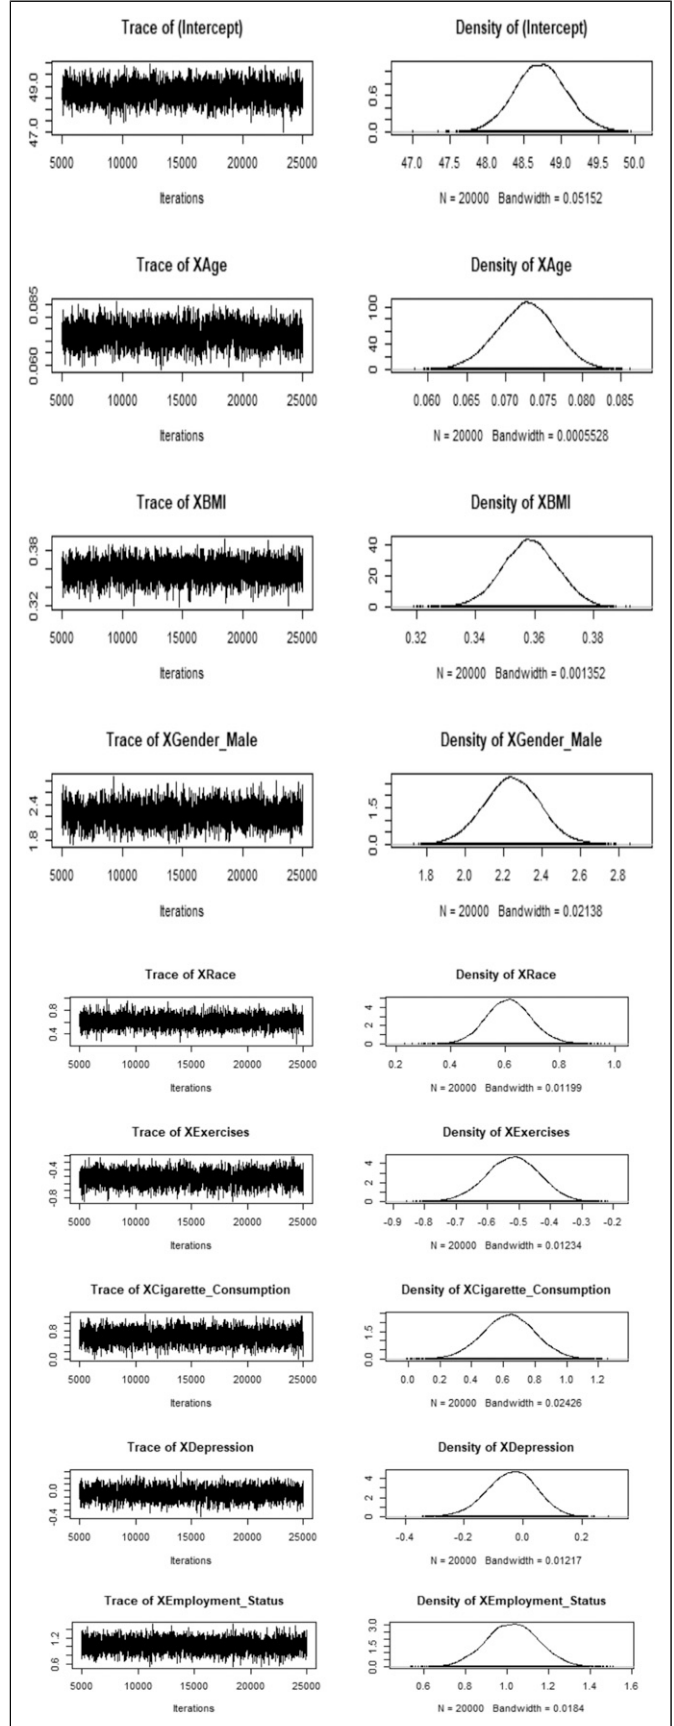 Trace of (Intercept)
Density of (Intercept)
47.0 49.0
0.0 0.6
5000 10000 15000 20000 25000
47.0 47.5 48.0 48.5 49.0 49.5 50.0
Iterations
N = 20000 Bandwidth = 0.05152
Trace of XAge
Density of XAge
0.060 0.085
0 40 100
5000 10000 15000 20000 25000
0.060 0.065 0.070 0.075 0.080 0.085
Iterations
N = 20000 Bandwidth = 0.0005528
Trace of XBMI
Density of XBMI
0.32 0.38
0 20 40
5000 10000 15000 20000 25000
0.32 0.34 0.36 0.38
Iterations
N = 20000 Bandwidth = 0.001352
Trace of XGender_Male
Density of XGender_Male
1.8 2.4
0.0 1.5
5000 10000 15000 20000 25000
1.8 2.0 2.2 2.4 2.6 2.8
Iterations
N = 20000 Bandwidth = 0.02138
Trace of XRace
Density of XRace
0.4 0.8
0 2 4
5000 10000 15000 20000 25000
0.2 0.4 0.6 0.8 1.0
Iterations
N = 20000 Bandwidth = 0.01199
Trace of XExercises
Density of XExercises
-0.8 -0.4
0 2 4
5000 10000 15000 20000 25000
-0.9 -0.8 -0.7 -0.6 -0.5 -0.4 -0.3 -0.2
Iterations
N = 20000 Bandwidth = 0.01234
Trace of XCigarette_Consumption
Density of XCigarette_Consumption
0.0 0.8
0.0 1.5
5000 10000 15000 20000 25000
0.0 0.2 0.4 0.6 0.8 1.0 1.2
Iterations
N = 20000 Bandwidth = 0.02426
Trace of XDepression
Density of XDepression
-0.4 0.0
0 2 4
5000 10000 15000 20000 25000
-0.4 -0.2 0.0 0.2
Iterations
N = 20000 Bandwidth = 0.01217
Trace of XEmployment_Status
Density of XEmployment_Status
0.6 1.2
0.0 1.5 3.0
5000 10000 15000 20000 25000
0.6 0.8 1.0 1.2 1.4 1.6
Iterations
N = 20000 Bandwidth = 0.0184